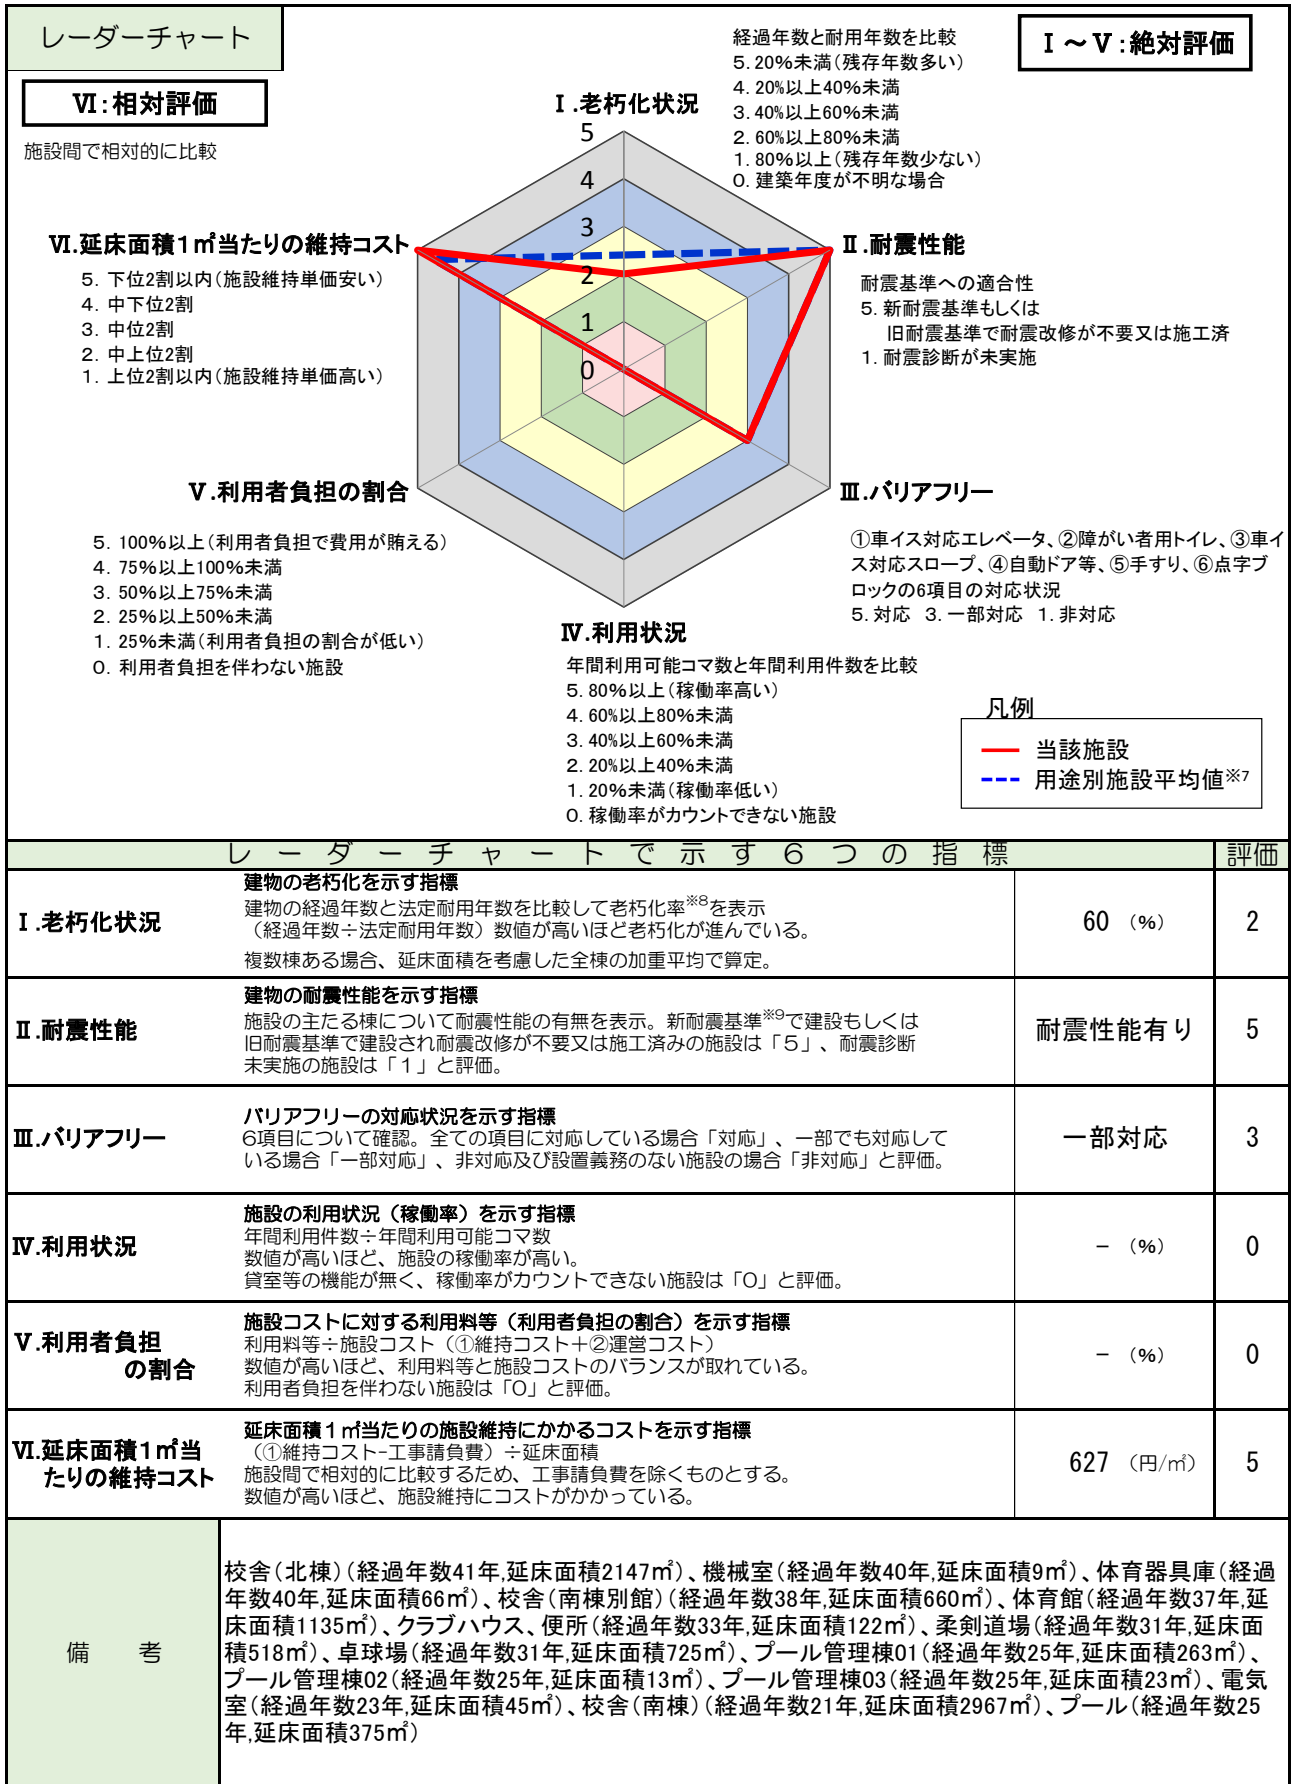 レーダーチャート
Ⅰ～Ⅴ:絶対評価
Ⅵ:相対評価
施設間で相対的に比較
経過年数と耐用年数を比較
5. 20%未満(残存年数多い)
4. 20%以上40%未満
3. 40%以上60%未満
2. 60%以上80%未満
1. 80%以上(残存年数少ない)
0. 建築年度が不明な場合
Ⅰ.老朽化状況
5
4
3
2
1
0
Ⅵ.延床面積1㎡当たりの維持コスト
5. 下位2割以内(施設維持単価安い)
4. 中下位2割
3. 中位2割
2. 中上位2割
1. 上位2割以内(施設維持単価高い)
Ⅱ.耐震性能
耐震基準への適合性
5. 新耐震基準もしくは
旧耐震基準で耐震改修が不要又は施工済
1. 耐震診断が未実施
Ⅴ.利用者負担の割合
5. 100%以上(利用者負担で費用が賄える)
4. 75%以上100%未満
3. 50%以上75%未満
2. 25%以上50%未満
1. 25%未満(利用者負担の割合が低い)
0. 利用者負担を伴わない施設
Ⅲ.バリアフリー
①車イス対応エレベータ、②障がい者用トイレ、③車イ
ス対応スロープ、④自動ドア等、⑤手すり、⑥点字ブ
ロックの6項目の対応状況
5. 対応 3. 一部対応 1. 非対応
Ⅳ.利用状況
年間利用可能コマ数と年間利用件数を比較
5. 80%以上(稼働率高い)
4. 60%以上80%未満
3. 40%以上60%未満
2. 20%以上40%未満
1. 20%未満(稼働率低い)
0. 稼働率がカウントできない施設
凡例
当該施設
用途別施設平均値※7
レーダーチャートで示す6つの指標 評価
Ⅰ.老朽化状況
建物の老朽化を示す指標
建物の経過年数と法定耐用年数を比較して老朽化率※8を表示
(経過年数÷法定耐用年数)数値が高いほど老朽化が進んでいる。
複数棟ある場合、延床面積を考慮した全棟の加重平均で算定。
60 (%) 2
Ⅱ.耐震性能
建物の耐震性能を示す指標
施設の主たる棟について耐震性能の有無を表示。新耐震基準※9で建設もしくは
旧耐震基準で建設され耐震改修が不要又は施工済みの施設は「5」、耐震診断
未実施の施設は「1」と評価。
耐震性能有り 5
Ⅲ.バリアフリー
バリアフリーの対応状況を示す指標
6項目について確認。全ての項目に対応している場合「対応」、一部でも対応して
いる場合「一部対応」、非対応及び設置義務のない施設の場合「非対応」と評価。
一部対応 3
Ⅳ.利用状況
施設の利用状況(稼働率)を示す指標
年間利用件数÷年間利用可能コマ数
数値が高いほど、施設の稼働率が高い。
貸室等の機能が無く、稼働率がカウントできない施設は「0」と評価。
- (%) 0
Ⅴ.利用者負担
の割合
施設コストに対する利用料等(利用者負担の割合)を示す指標
利用料等÷施設コスト(①維持コスト+②運営コスト)
数値が高いほど、利用料等と施設コストのバランスが取れている。
利用者負担を伴わない施設は「0」と評価。
- (%) 0
Ⅵ.延床面積1㎡当
たりの維持コスト
延床面積1㎡当たりの施設維持にかかるコストを示す指標
(①維持コスト-工事請負費)÷延床面積
施設間で相対的に比較するため、工事請負費を除くものとする。
数値が高いほど、施設維持にコストがかかっている。
627 (円/㎡) 5
備 考
校舎(北棟)(経過年数41年,延床面積2147㎡)、機械室(経過年数40年,延床面積9㎡)、体育器具庫(経過
年数40年,延床面積66㎡)、校舎(南棟別館)(経過年数38年,延床面積660㎡)、体育館(経過年数37年,延
床面積1135㎡)、クラブハウス、便所(経過年数33年,延床面積122㎡)、柔剣道場(経過年数31年,延床面
積518㎡)、卓球場(経過年数31年,延床面積725㎡)、プール管理棟01(経過年数25年,延床面積263㎡)、
プール管理棟02(経過年数25年,延床面積13㎡)、プール管理棟03(経過年数25年,延床面積23㎡)、電気
室(経過年数23年,延床面積45㎡)、校舎(南棟)(経過年数21年,延床面積2967㎡)、プール(経過年数25
年,延床面積375㎡)